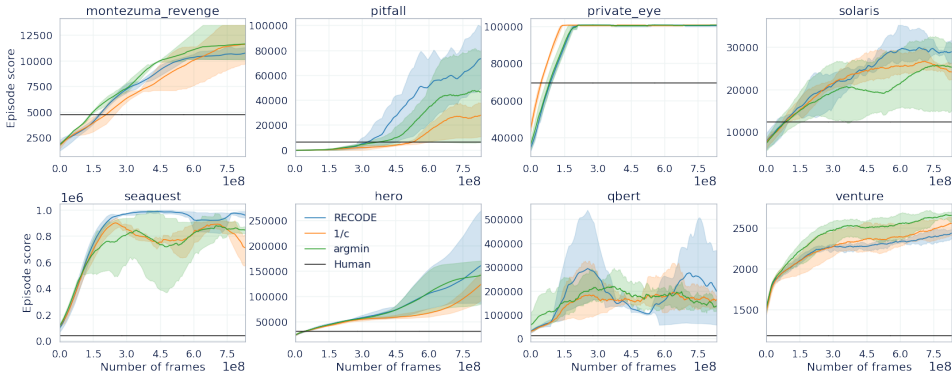 montezuma_revenge
pitfall
private_eye
solaris
Episode score
12500
10000
7500
5000
2500
100000
80000
60000
40000
20000
0
100000
80000
60000
40000
30000
20000
10000
0.0 1.5 3.0 4.5 6.0 7.5
1e8
0.0 1.5 3.0 4.5 6.0 7.5
1e8
0.0 1.5 3.0 4.5 6.0 7.5
1e8
0.0 1.5 3.0 4.5 6.0 7.5
1e8
1e6
seaquest
hero
qbert
venture
Episode score
1.0
0.8
0.6
0.4
0.2
0.0
250000
200000
150000
100000
50000
RECODE
1/c
argmin
Human
500000
400000
300000
200000
100000
0
2500
2000
1500
0.0 1.5 3.0 4.5 6.0 7.5
Number of frames 1e8
0.0 1.5 3.0 4.5 6.0 7.5
Number of frames 1e8
0.0 1.5 3.0 4.5 6.0 7.5
Number of frames 1e8
0.0 1.5 3.0 4.5 6.0 7.5
Number of frames 1e8